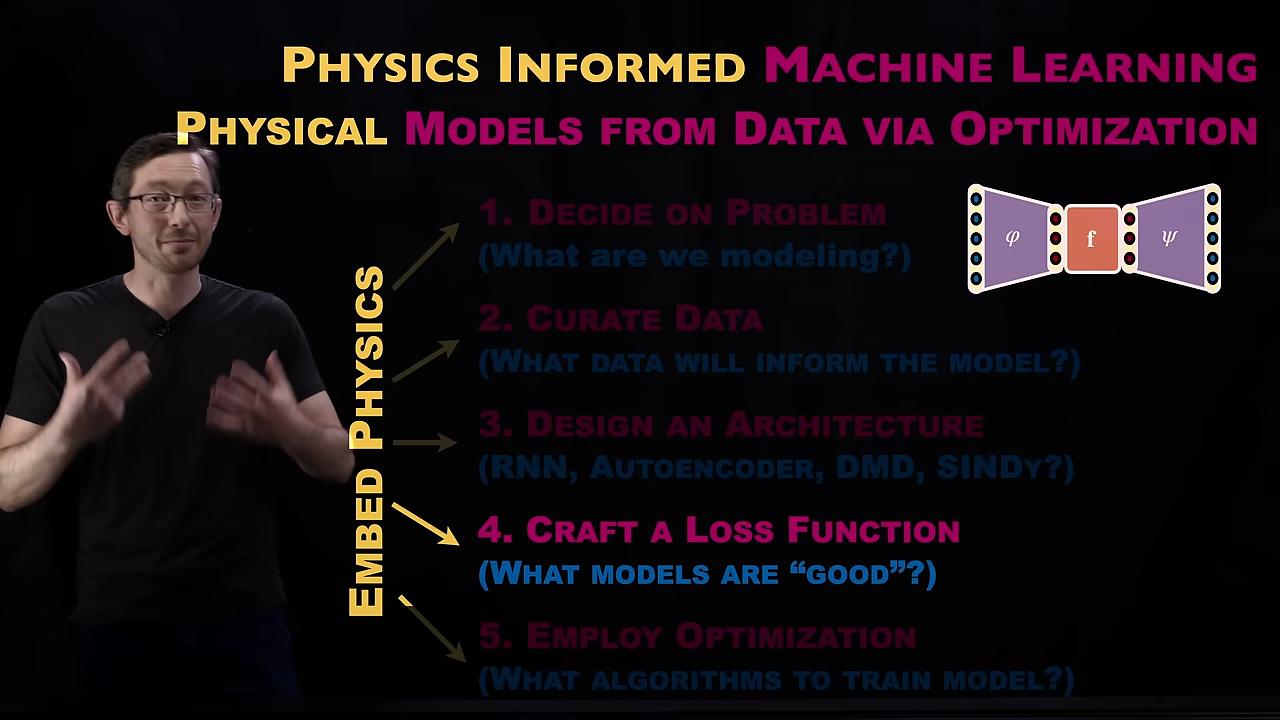 PHYSICS INFORMED MACHINE LEARNING
PHYSICAL MODELS FROM DATA VIA OPTIMIZATION
EMBED PHYSICS
1. DECIDE ON PROBLEM
(What are we modeling?)
2. CURATE DATA
(WHAT DATA WILL INFORM THE MODEL?)
3. DESIGN AN ARCHITECTURE
(RNN, AUTOENCODER, DMD, SINDY?)
4. CRAFT A LOSS FUNCTION
(WHAT MODELS ARE “GOOD”?)
5. EMPLOY OPTIMIZATION
(WHAT ALGORITHMS TO TRAIN MODEL?)
φ f ψ